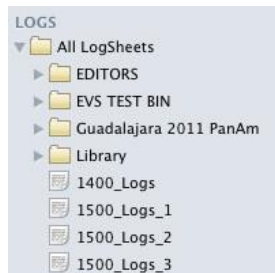 LOGS
All LogSheets
EDITORS
EVS TEST BIN
Guadalajara 2011 PanAm
Library
1400_Logs
1500_Logs_1
1500_Logs_2
1500_Logs_3